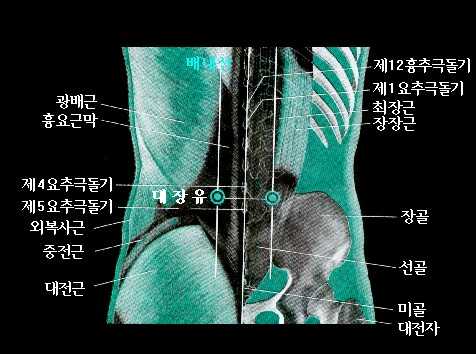 배내선
제12흉추극돌기
제1요추극돌기
광배근
최장근
흉요근막
장장근
제4요추극돌기
대장유
제5요추극돌기
장골
외복사근
중전근
선골
대전근
미골
대전자